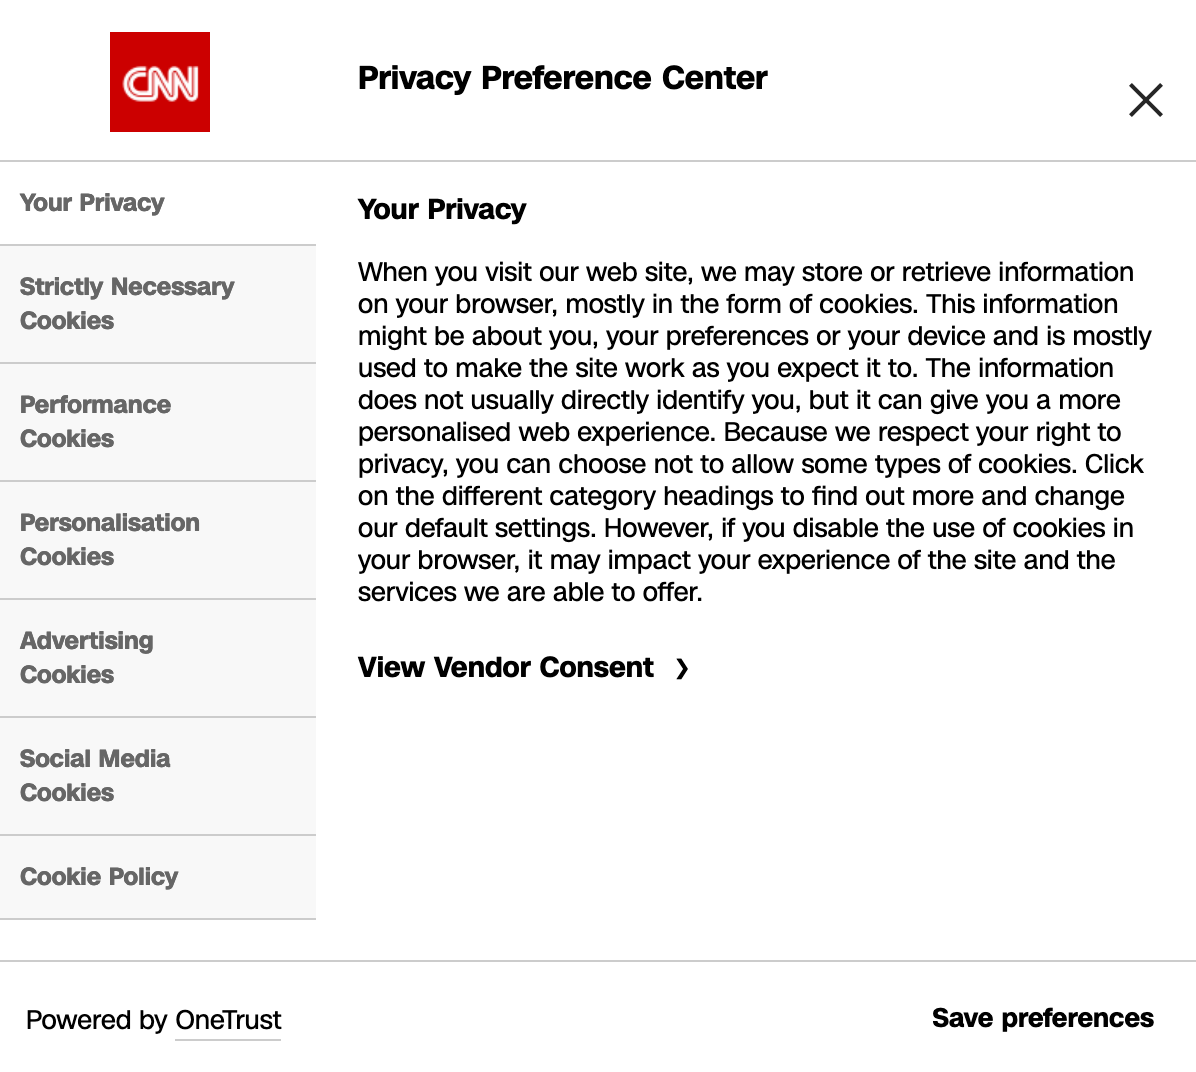 CNN
Privacy Preference Center
Your Privacy
Strictly Necessary
Cookies
Performance
Cookies
Personalisation
Cookies
Advertising
Cookies
Social Media
Cookies
Cookie Policy
Your Privacy
When you visit our web site, we may store or retrieve information
on your browser, mostly in the form of cookies. This information
might be about you, your preferences or your device and is mostly
used to make the site work as you expect it to. The information
does not usually directly identify you, but it can give you a more
personalised web experience. Because we respect your right to
privacy, you can choose not to allow some types of cookies. Click
on the different category headings to find out more and change
our default settings. However, if you disable the use of cookies in
your browser, it may impact your experience of the site and the
services we are able to offer.
View Vendor Consent ❯
Powered by OneTrust
Save preferences